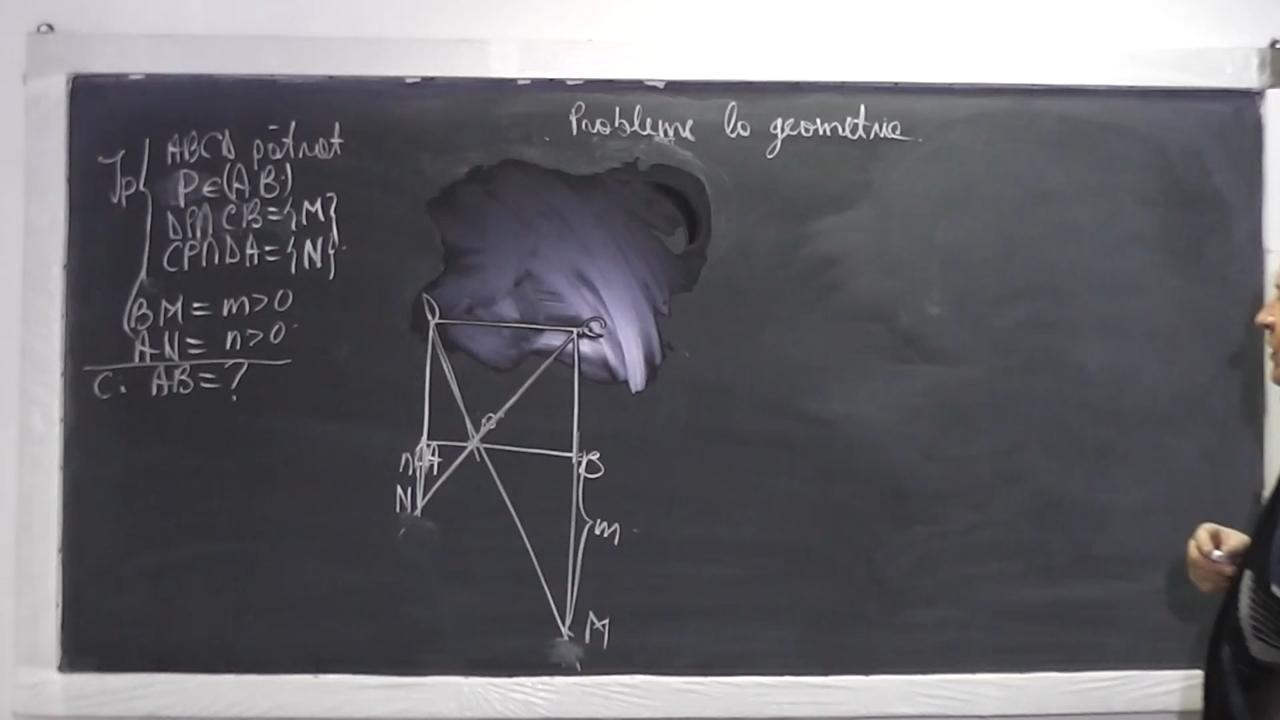 Probleme la geometrie.
Ip
ABCD pătrat
P∈(AB)
DP∩CB={M}
CP∩DA={N}
BM=m>0
AN=n>0
C. AB=?
D
C
P
n
A
B
N
m
M